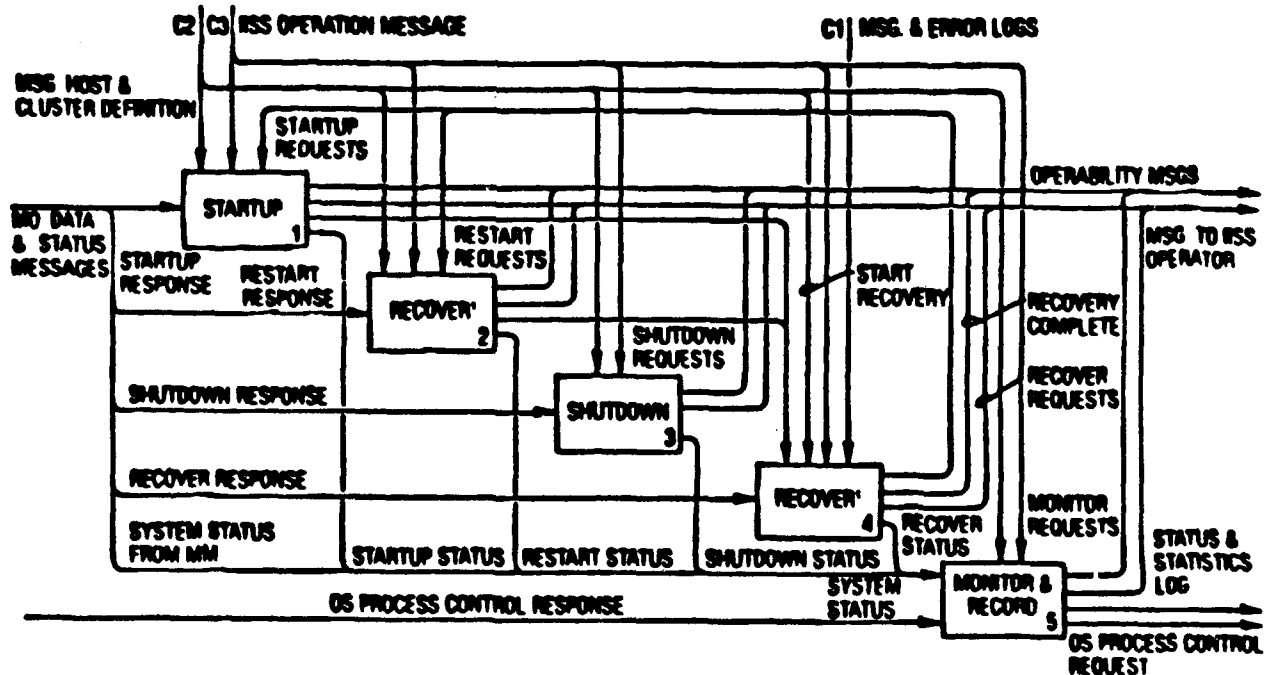 C2 C3 RSS OPERATION MESSAGE
C1 MSG. & ERROR LOGS
MSG HOST &
CLUSTER DEFINITION
STARTUP
REQUESTS
OPERABILITY MSGS
STARTUP
1
MO DATA
& STATUS
MESSAGES
MSG TO RSS
OPERATOR
STARTUP
RESPONSE
RESTART
RESPONSE
RESTART
REQUESTS
START
RECOVERY
RECOVER'
2
RECOVERY
COMPLETE
SHUTDOWN
REQUESTS
RECOVER
REQUESTS
SHUTDOWN RESPONSE
SHUTDOWN
3
RECOVER RESPONSE
RECOVER'
4
MONITOR
REQUESTS
RECOVER
STATUS
SYSTEM STATUS
FROM MM
STARTUP STATUS
RESTART STATUS
SHUTDOWN STATUS
STATUS &
STATISTICS
LOG
SYSTEM
STATUS
MONITOR &
RECORD
5
OS PROCESS CONTROL RESPONSE
OS PROCESS CONTROL
REQUEST